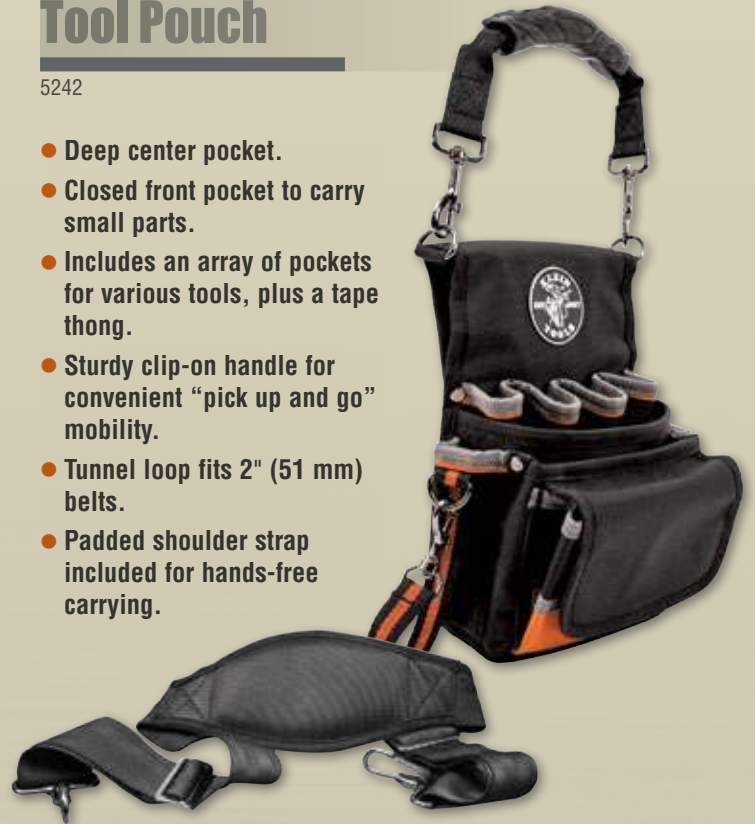 Tool Pouch
5242
● Deep center pocket.
● Closed front pocket to carry
small parts.
● Includes an array of pockets
for various tools, plus a tape
thong.
● Sturdy clip-on handle for
convenient “pick up and go”
mobility.
● Tunnel loop fits 2" (51 mm)
belts.
● Padded shoulder strap
included for hands-free
carrying.
KLEIN
TOOLS